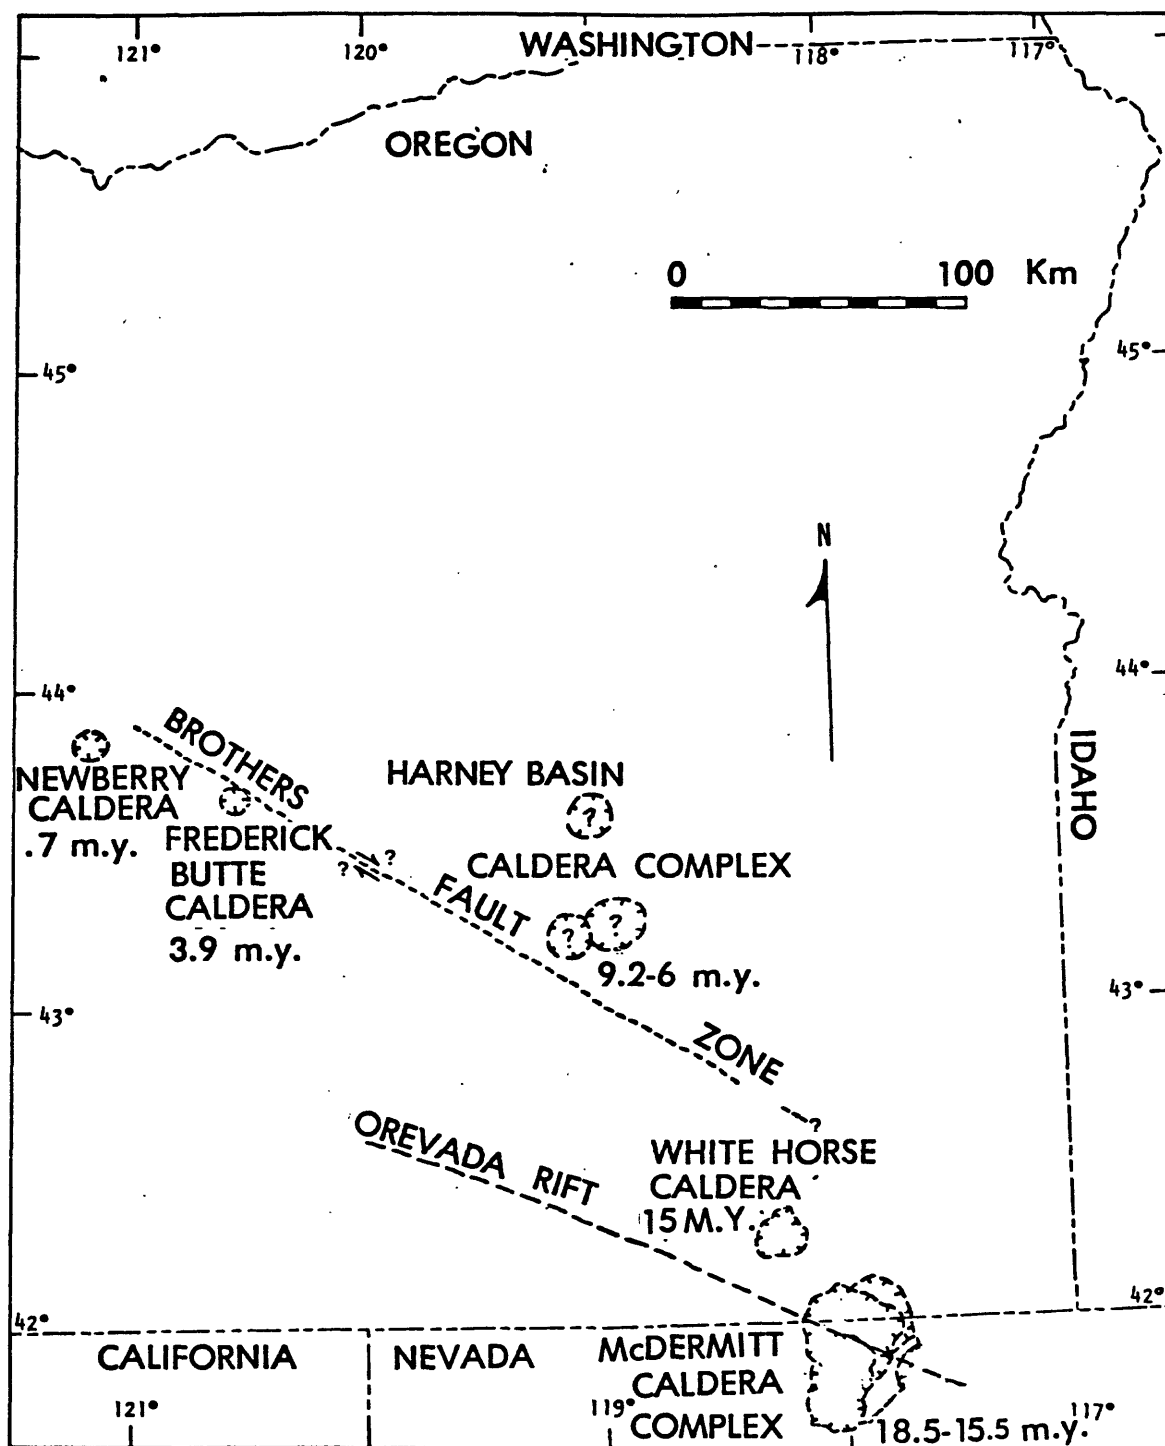 121° 120° WASHINGTON 118° 117°
OREGON
0 100 Km
45° 45°
N
44° 44°
BROTHERS FAULT ZONE
IDAHO
NEWBERRY
CALDERA
.7 m.y.
HARNEY BASIN
?
CALDERA COMPLEX
FREDERICK
BUTTE
CALDERA
3.9 m.y.
? ?
? ?
9.2-6 m.y.
43° 43°
?
OREVADA RIFT
WHITE HORSE
CALDERA
15 M.Y.
42° 42°
CALIFORNIA NEVADA
McDERMITT
CALDERA
COMPLEX
18.5-15.5 m.y.
121° 119° 117°